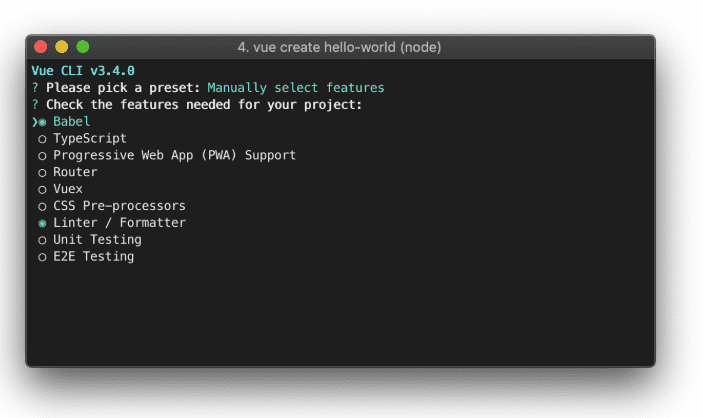 4. vue create hello-world (node)
Vue CLI v3.4.0
? Please pick a preset: Manually select features
? Check the features needed for your project:
❯◉ Babel
◯ TypeScript
◯ Progressive Web App (PWA) Support
◯ Router
◯ Vuex
◯ CSS Pre-processors
◉ Linter / Formatter
◯ Unit Testing
◯ E2E Testing